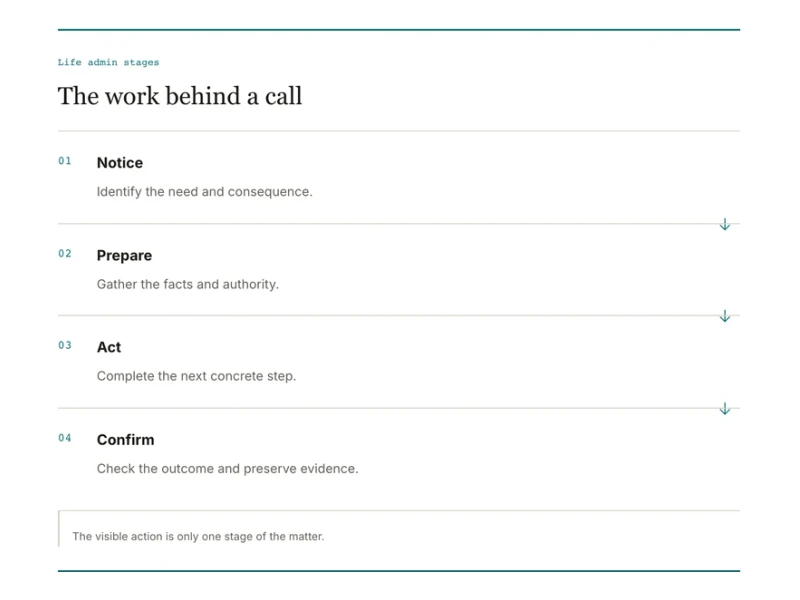 Life admin stages
The work behind a call
01 Notice
Identify the need and consequence.
02 Prepare
Gather the facts and authority.
03 Act
Complete the next concrete step.
04 Confirm
Check the outcome and preserve evidence.
The visible action is only one stage of the matter.